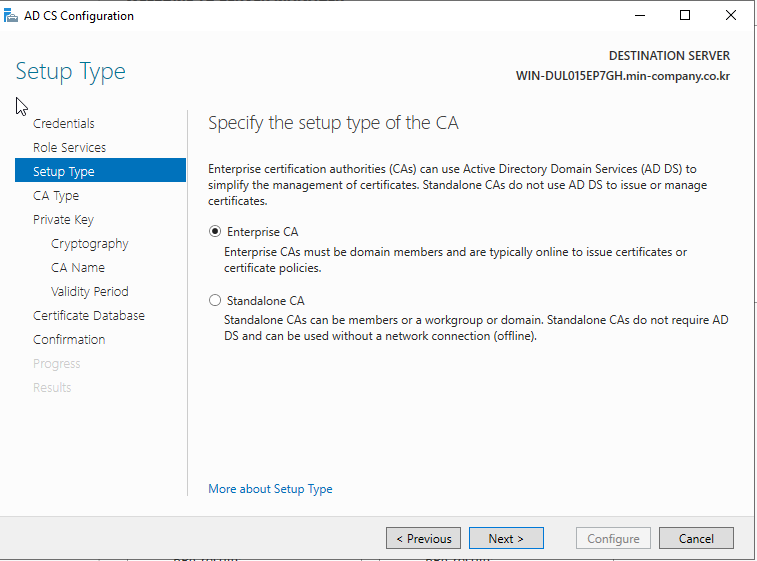 AD CS Configuration
DESTINATION SERVER
WIN-DUL015EP7GH.min-company.co.kr
Setup Type
Credentials
Role Services
Setup Type
CA Type
Private Key
Cryptography
CA Name
Validity Period
Certificate Database
Confirmation
Progress
Results
Specify the setup type of the CA
Enterprise certification authorities (CAs) can use Active Directory Domain Services (AD DS) to
simplify the management of certificates. Standalone CAs do not use AD DS to issue or manage
certificates.
Enterprise CA
Enterprise CAs must be domain members and are typically online to issue certificates or
certificate policies.
Standalone CA
Standalone CAs can be members or a workgroup or domain. Standalone CAs do not require AD
DS and can be used without a network connection (offline).
More about Setup Type
< Previous
Next >
Configure
Cancel